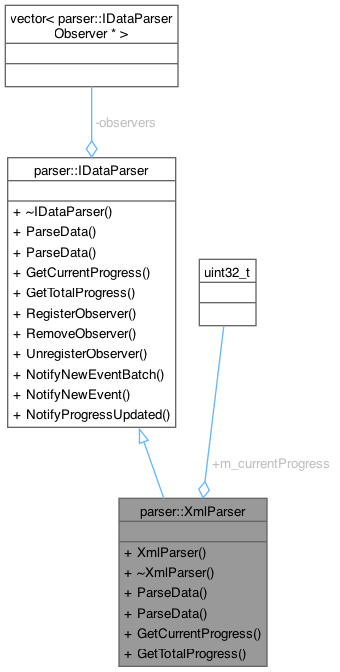 vector< parser::IDataParser
Observer * >
-observers
parser::IDataParser
+ ~IDataParser()
+ ParseData()
+ ParseData()
+ GetCurrentProgress()
+ GetTotalProgress()
+ RegisterObserver()
+ RemoveObserver()
+ UnregisterObserver()
+ NotifyNewEventBatch()
+ NotifyNewEvent()
+ NotifyProgressUpdated()
uint32_t
+m_currentProgress
parser::XmlParser
+ XmlParser()
+ ~XmlParser()
+ ParseData()
+ ParseData()
+ GetCurrentProgress()
+ GetTotalProgress()